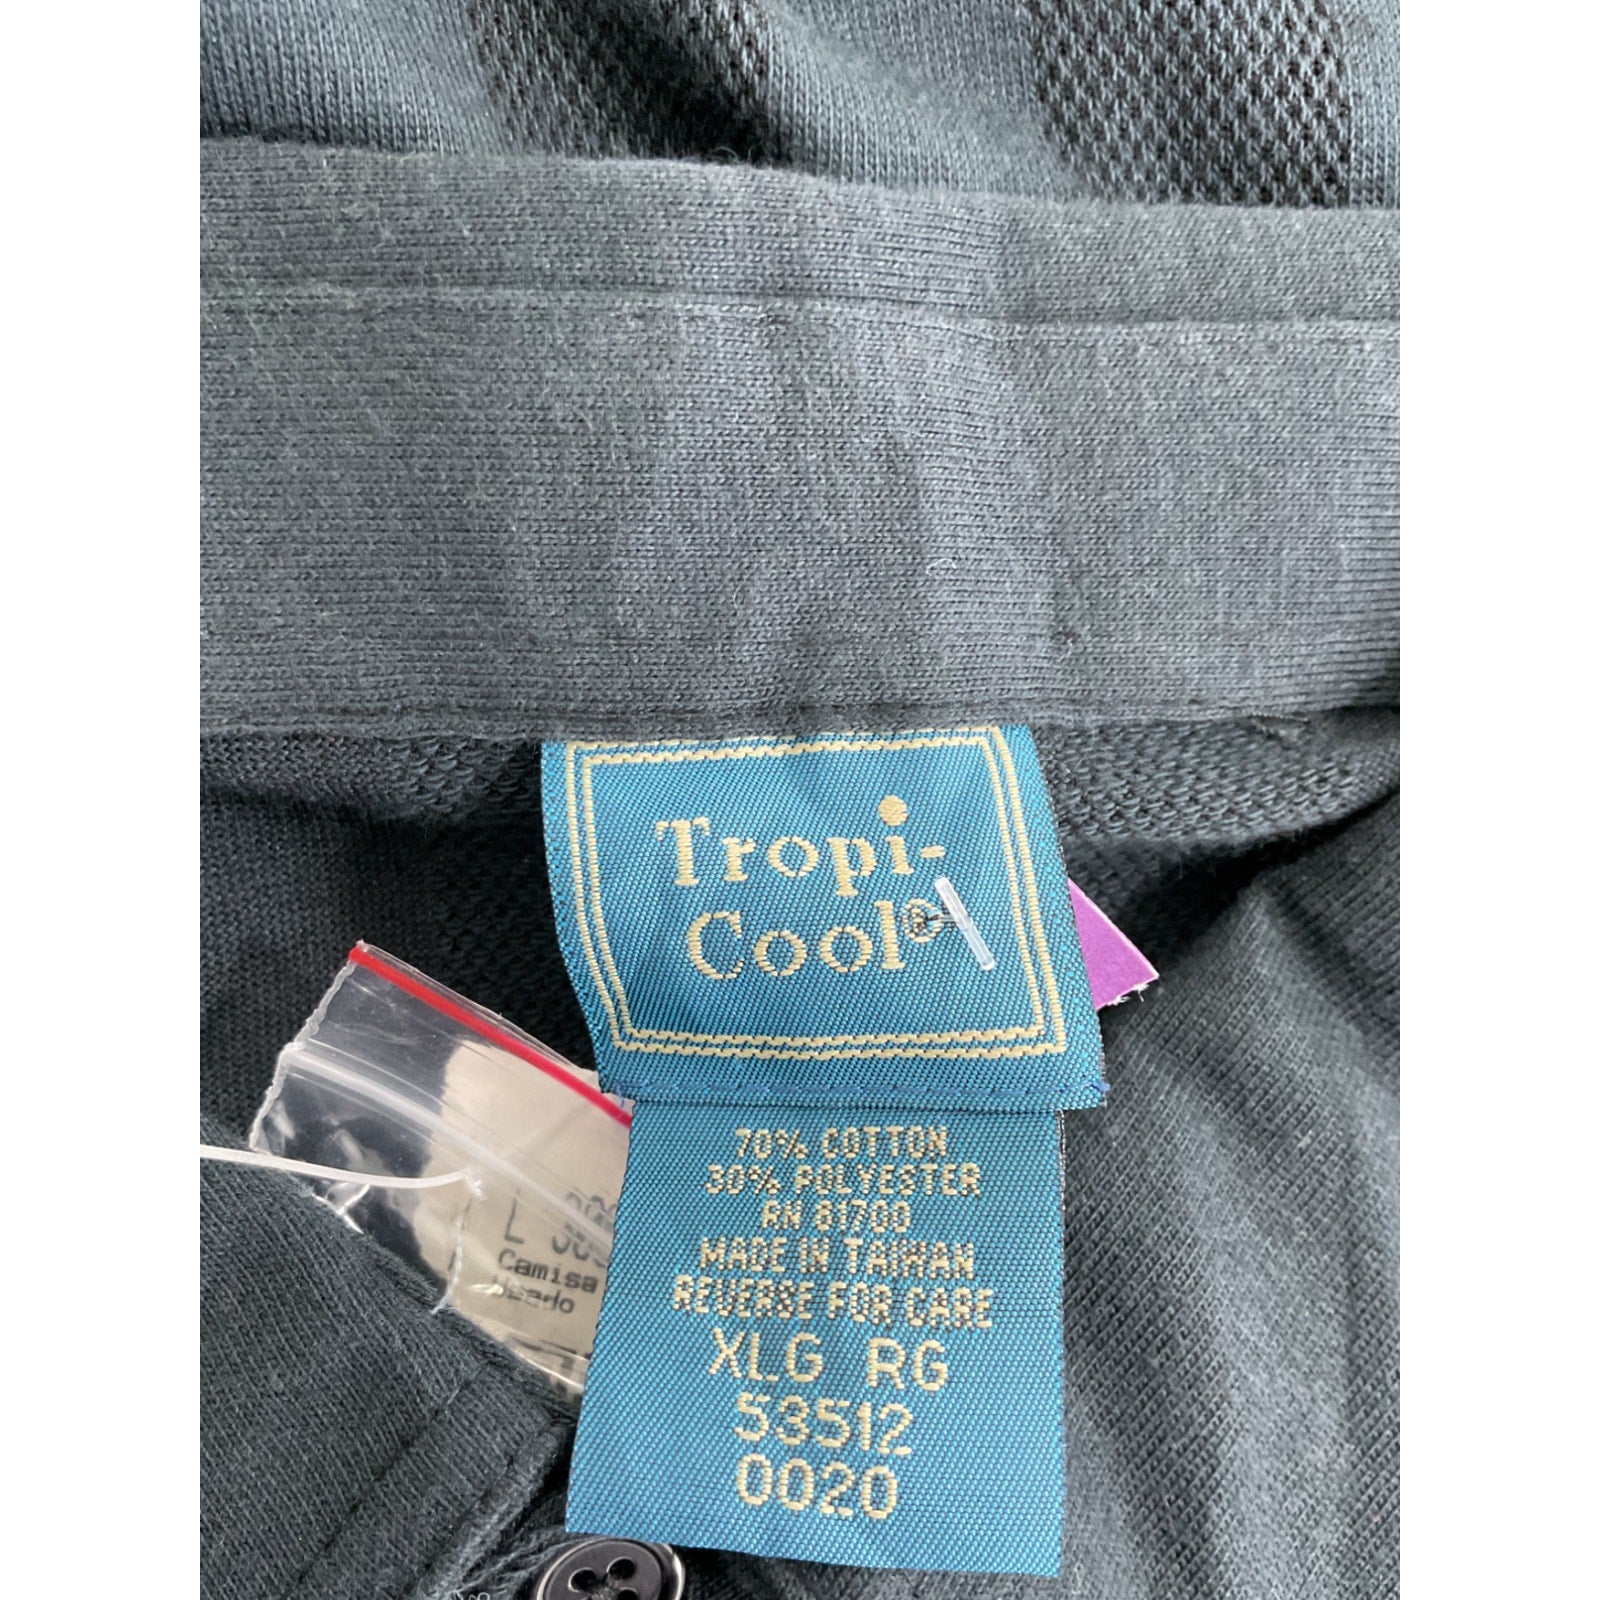 Tropi-
Cool®
70% COTTON
30% POLYESTER
RN 81700
MADE IN TAIWAN
REVERSE FOR CARE
XLG RG
53512
0020
L
Camisa
Usado